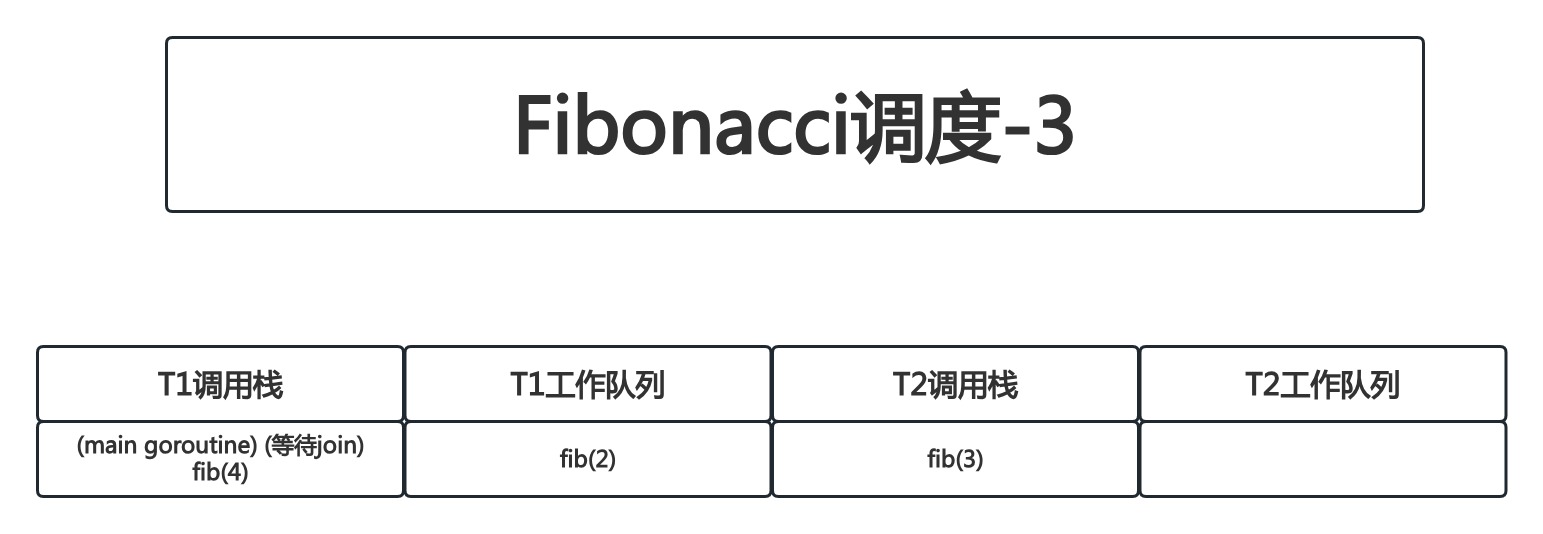 Fibonacci调度-3
T1调用栈
T1工作队列
T2调用栈
T2工作队列
(main goroutine) (等待join)
fib(4)
fib(2)
fib(3)